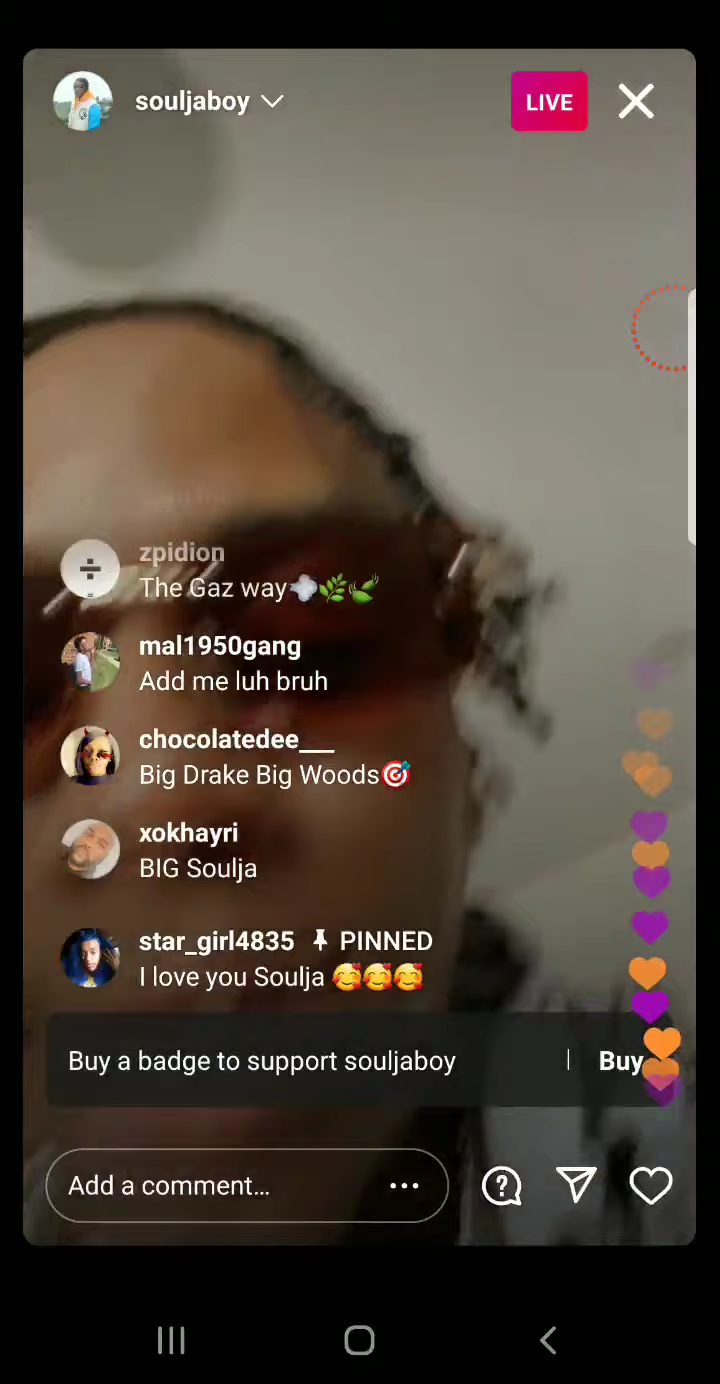 souljaboy
LIVE
zpidion
The Gaz way💨🌿🍃
mal1950gang
Add me luh bruh
chocolatedee___
Big Drake Big Woods🎯
xokhayri
BIG Soulja
star_girl4835 📌 PINNED
I love you Soulja 🥰🥰🥰
Buy a badge to support souljaboy | Buy
Add a comment...